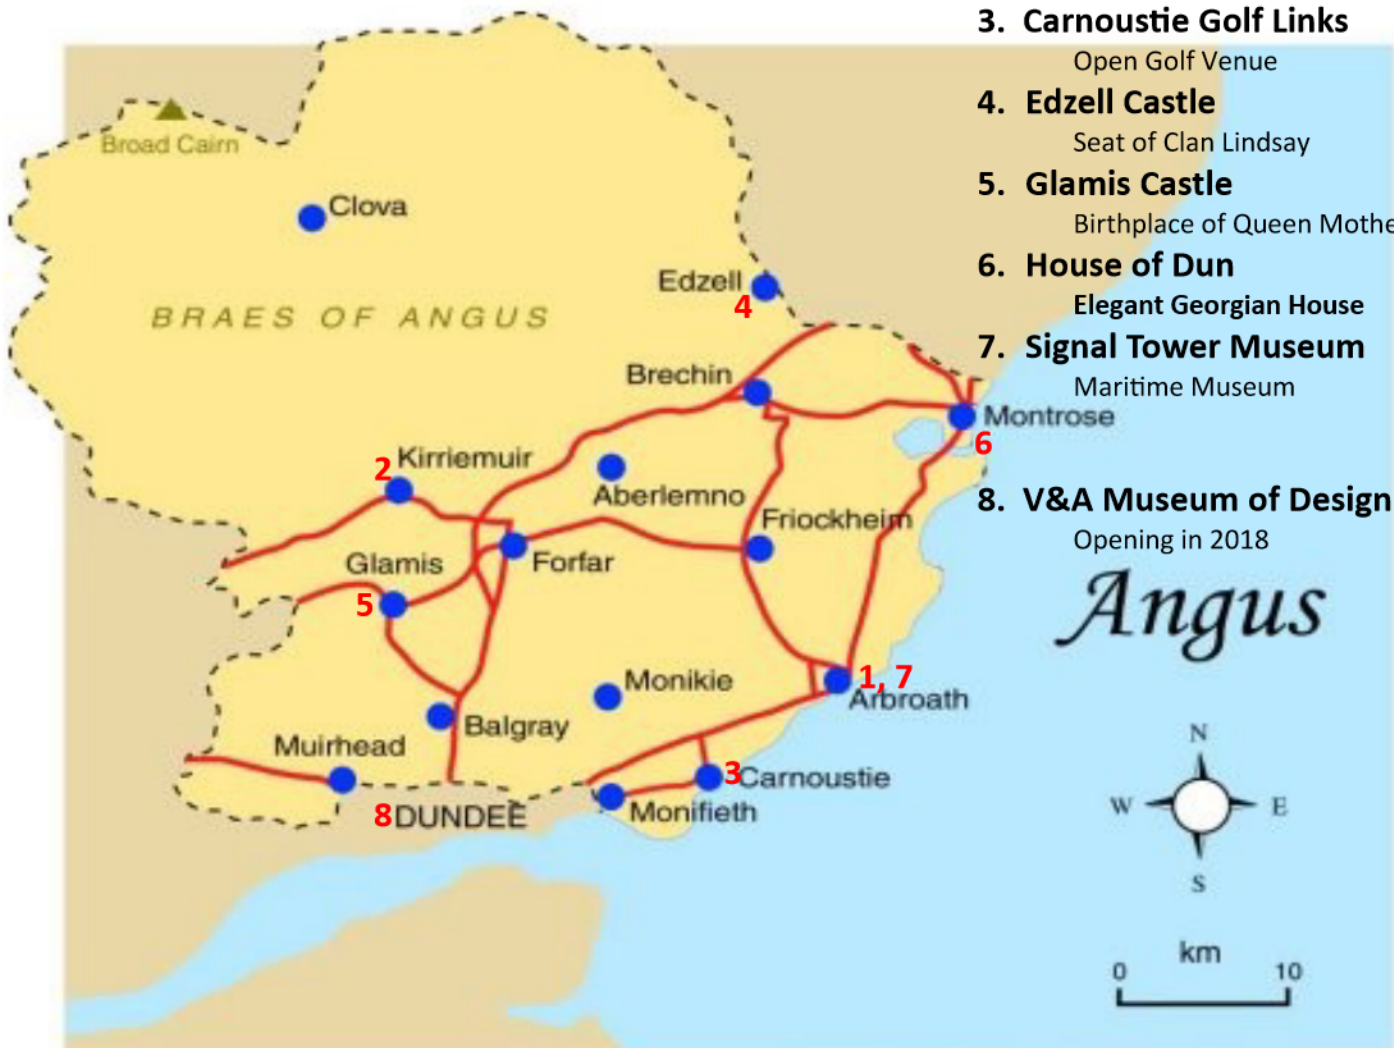 3. Carnoustie Golf Links
Open Golf Venue
4. Edzell Castle
Seat of Clan Lindsay
5. Glamis Castle
Birthplace of Queen Mothe
6. House of Dun
Elegant Georgian House
7. Signal Tower Museum
Maritime Museum
8. V&A Museum of Design
Opening in 2018
Angus
Broad Cairn
Clova
BRAES OF ANGUS
Edzell
4
Brechin
Montrose
6
2
Kirriemuir
Aberlemno
Friockheim
Glamis
5
Forfar
Monikie
1, 7
Arbroath
Balgray
Muirhead
3
Carnoustie
8
DUNDEE
Monifieth
N
W
E
S
km
0
10